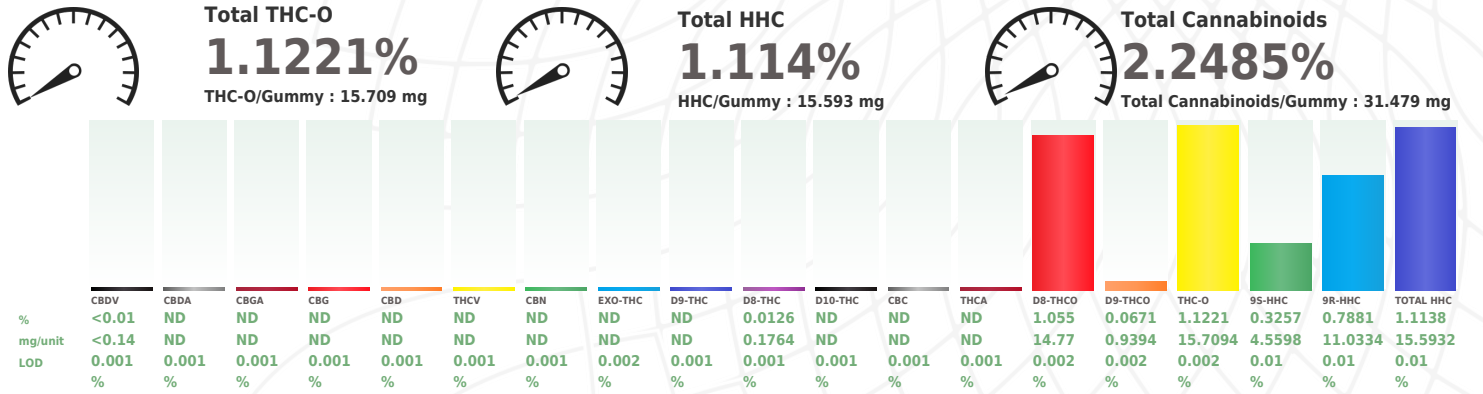 Total THC-O
1.1221%
THC-O/Gummy : 15.709 mg
Total HHC
1.114%
HHC/Gummy : 15.593 mg
Total Cannabinoids
2.2485%
Total Cannabinoids/Gummy : 31.479 mg
CBDV CBDA CBGA CBG CBD THCV CBN EXO-THC D9-THC D8-THC D10-THC CBC THCA D8-THCO D9-THCO THC-O 9S-HHC 9R-HHC TOTAL HHC
% <0.01 ND ND ND ND ND ND ND ND 0.0126 ND ND ND 1.055 0.0671 1.1221 0.3257 0.7881 1.1138
mg/unit <0.14 ND ND ND ND ND ND ND ND 0.1764 ND ND ND 14.77 0.9394 15.7094 4.5598 11.0334 15.5932
LOD 0.001 0.001 0.001 0.001 0.001 0.001 0.001 0.002 0.001 0.001 0.001 0.001 0.001 0.002 0.002 0.002 0.01 0.01 0.01
% % % % % % % % % % % % % % % % % % %